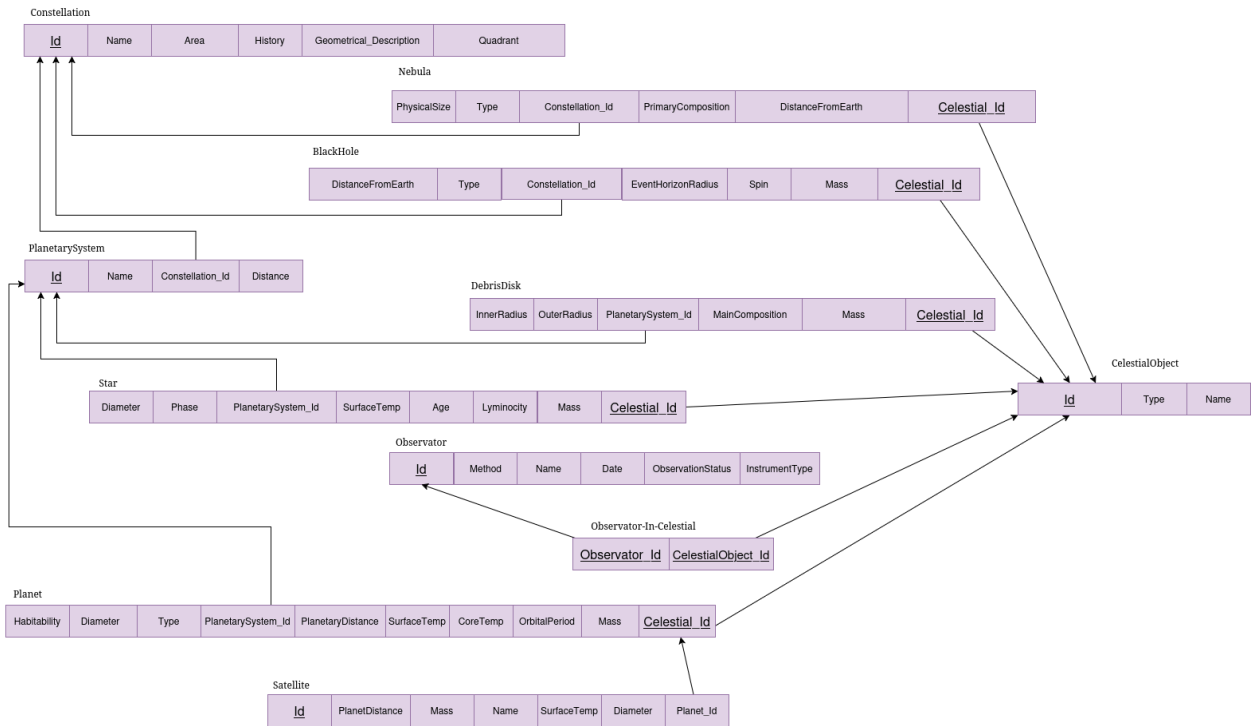 Constellation
Id Name Area History Geometrical_Description Quadrant
Nebula
PhysicalSize Type Constellation_Id PrimaryComposition DistanceFromEarth Celestial_Id
BlackHole
DistanceFromEarth Type Constellation_Id EventHorizonRadius Spin Mass Celestial_Id
PlanetarySystem
Id Name Constellation_Id Distance
DebrisDisk
InnerRadius OuterRadius PlanetarySystem_Id MainComposition Mass Celestial_Id
CelestialObject
Id Type Name
Star
Diameter Phase PlanetarySystem_Id SurfaceTemp Age Lyminocity Mass Celestial_Id
Observator
Id Method Name Date ObservationStatus InstrumentType
Observator-In-Celestial
Observator_Id CelestialObject_Id
Planet
Habitability Diameter Type PlanetarySystem_Id PlanetaryDistance SurfaceTemp CoreTemp OrbitalPeriod Mass Celestial_Id
Satellite
Id PlanetDistance Mass Name SurfaceTemp Diameter Planet_Id